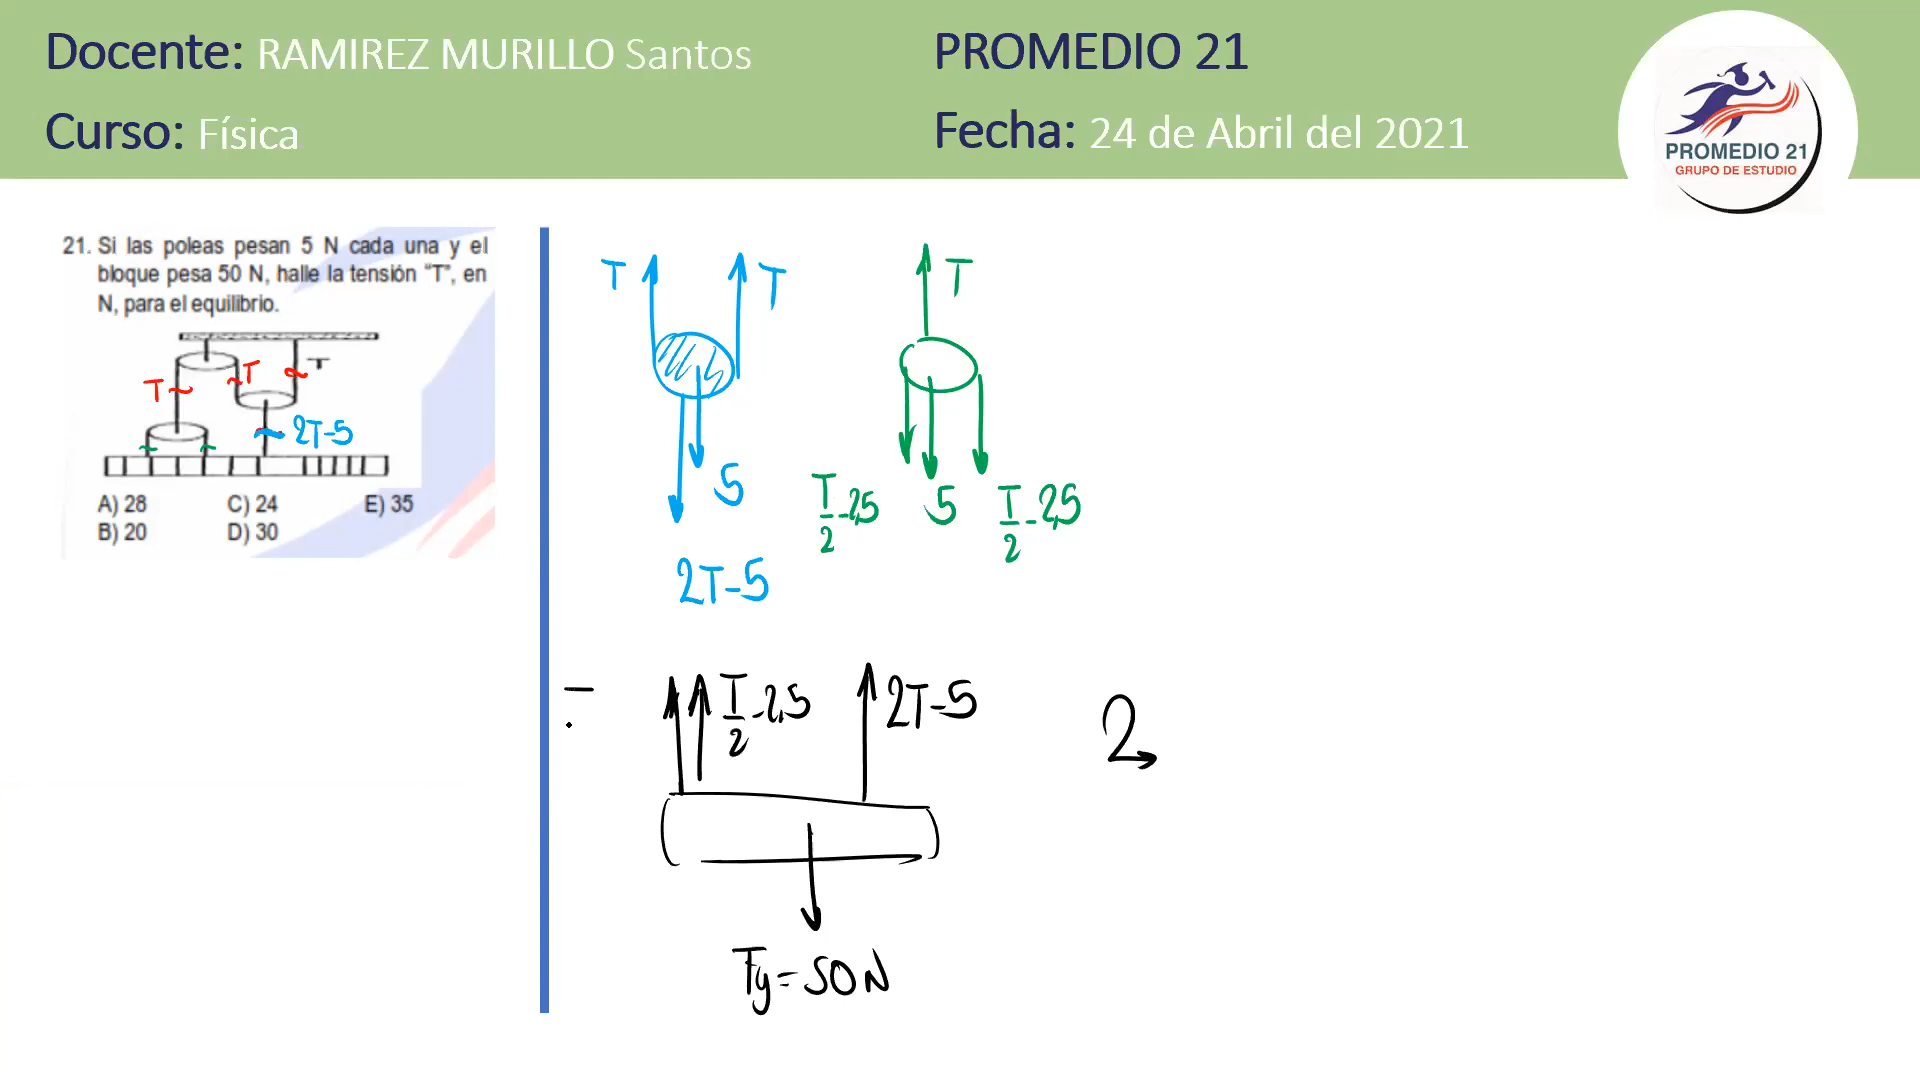 Docente: RAMIREZ MURILLO Santos
PROMEDIO 21
Curso: Física
Fecha: 24 de Abril del 2021
PROMEDIO 21
GRUPO DE ESTUDIO
21. Si las poleas pesan 5 N cada una y el
bloque pesa 50 N, halle la tensión "T", en
N, para el equilibrio.
T
T
T
2T-5
A) 28 C) 24 E) 35
B) 20 D) 30
T T
5
2T-5
T
T/2-2,5 5 T/2-2,5
T/2-2,5 2T-5
2
Fg=50N